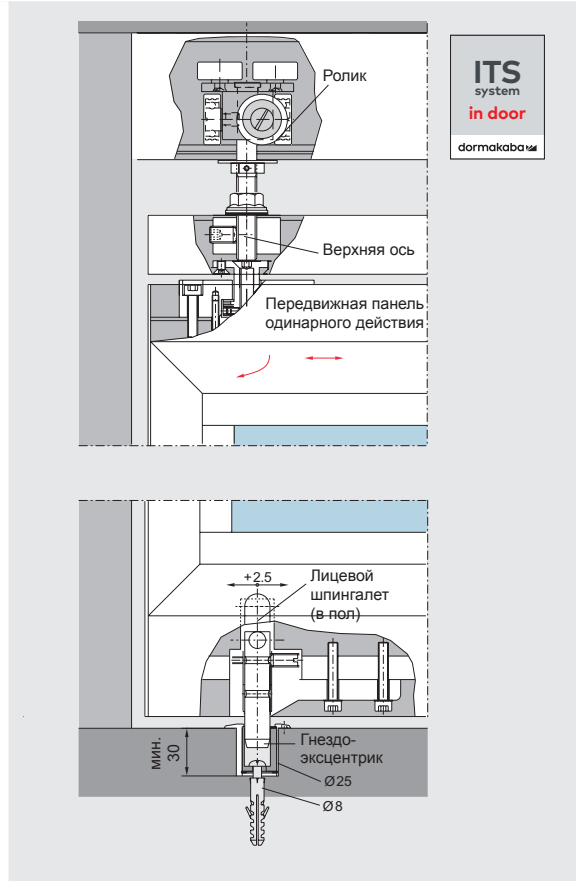 Ролик
ITS
system
in door
dormakaba
Верхняя ось
Передвижная панель
одинарного действия
+2.5
Лицевой
шпингалет
(в пол)
мин.
30
Гнездо-
эксцентрик
Ø25
Ø8